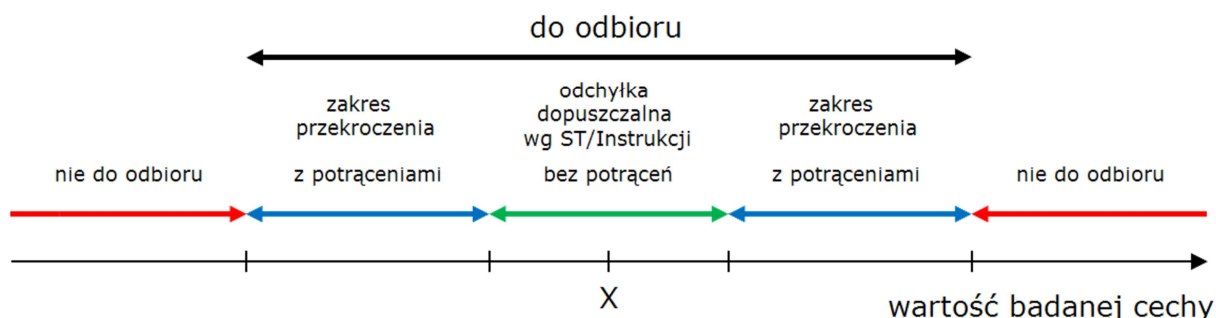 do odbioru
zakres
przekroczenia
odchyłka
dopuszczalna
wg ST/Instrukcji
zakres
przekroczenia
nie do odbioru
z potrąceniami
bez potrąceń
z potrąceniami
nie do odbioru
X
wartość badanej cechy